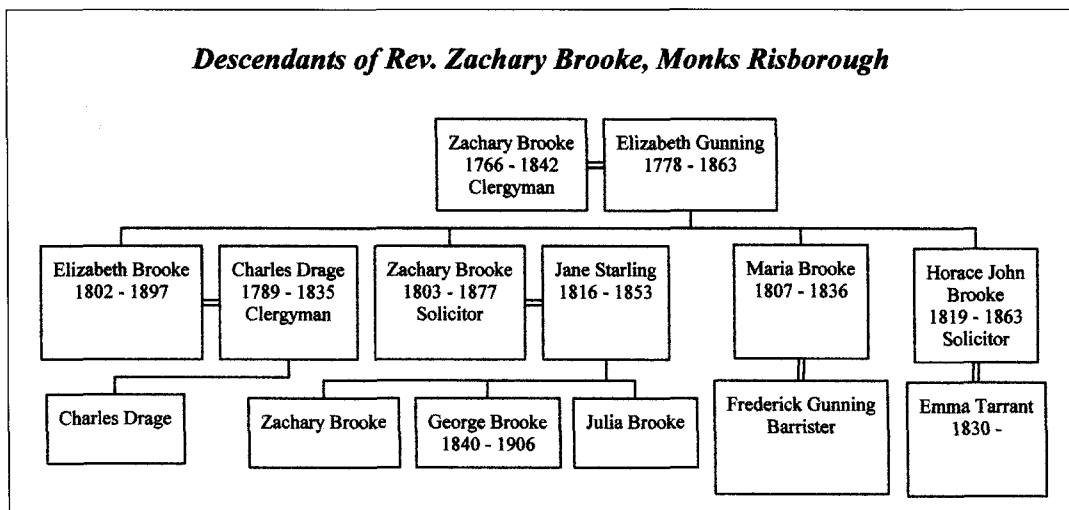 Descendants of Rev. Zachary Brooke, Monks Risborough
Zachary Brooke
1766 - 1842
Clergyman
Elizabeth Gunning
1778 - 1863
Elizabeth Brooke
1802 - 1897
Charles Drage
1789 - 1835
Clergyman
Zachary Brooke
1803 - 1877
Solicitor
Jane Starling
1816 - 1853
Maria Brooke
1807 - 1836
Horace John
Brooke
1819 - 1863
Solicitor
Charles Drage
Zachary Brooke
George Brooke
1840 - 1906
Julia Brooke
Frederick Gunning
Barrister
Emma Tarrant
1830 -